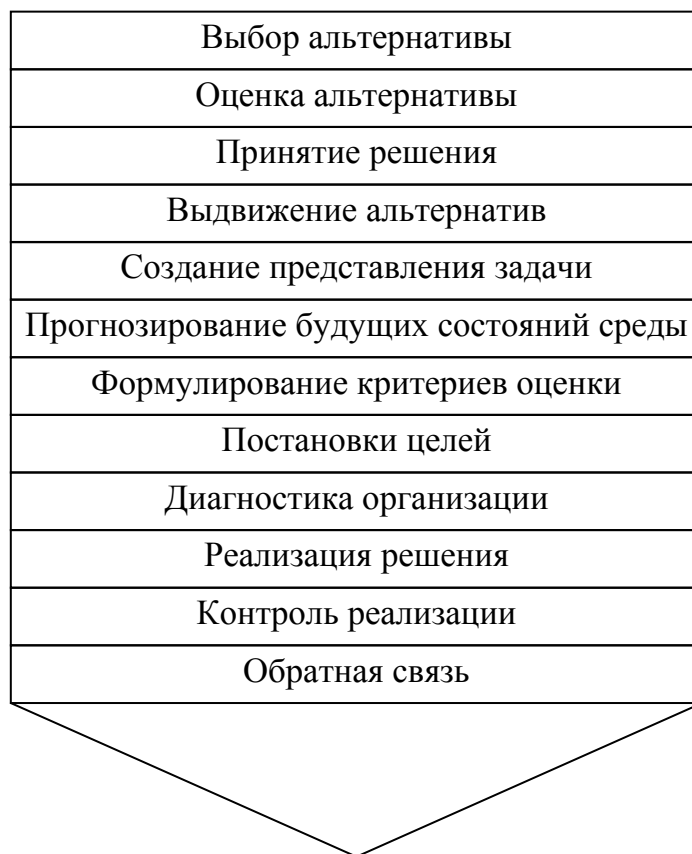 Выбор альтернативы
Оценка альтернативы
Принятие решения
Выдвижение альтернатив
Создание представления задачи
Прогнозирование будущих состояний среды
Формулирование критериев оценки
Постановки целей
Диагностика организации
Реализация решения
Контроль реализации
Обратная связь